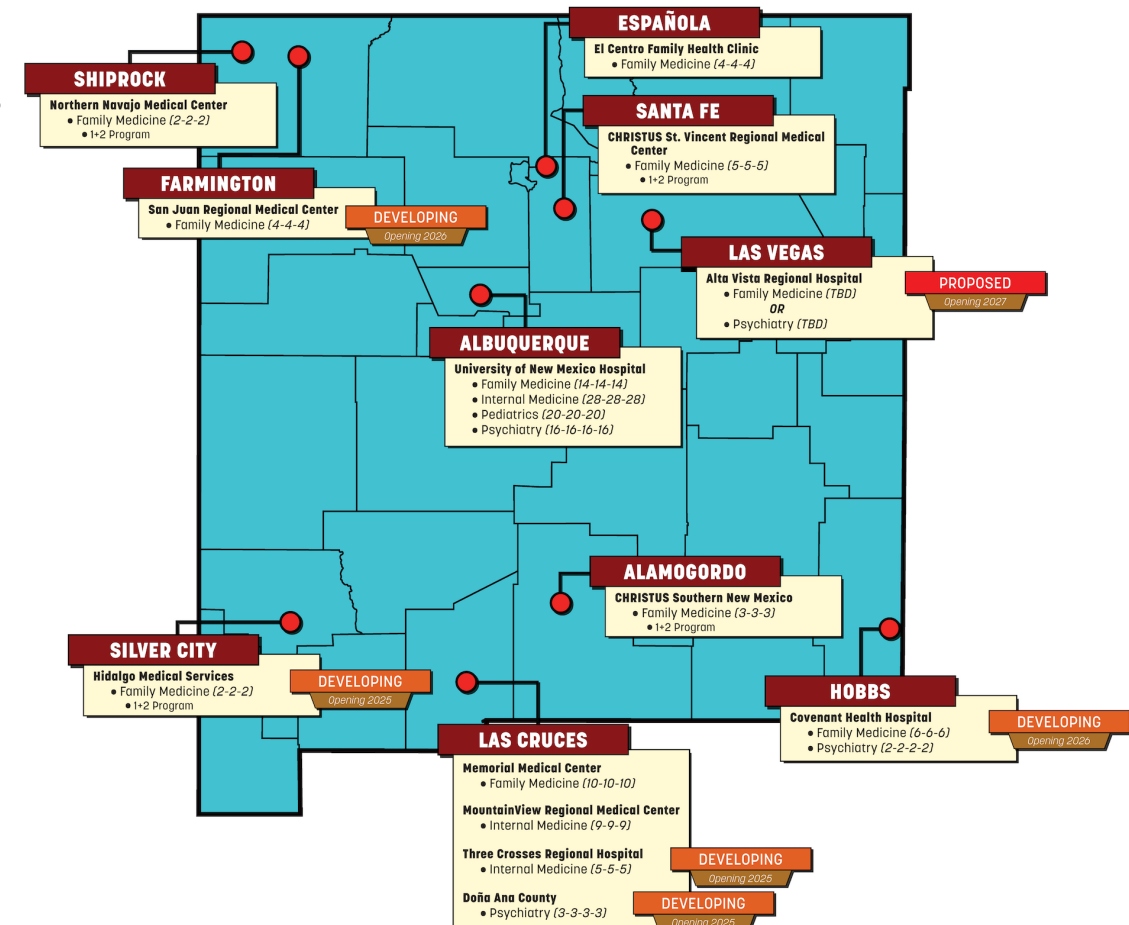 ESPAÑOLA
El Centro Family Health Clinic
• Family Medicine (4-4-4)
SHIPROCK
Northern Navajo Medical Center
• Family Medicine (2-2-2)
• 1+2 Program
SANTA FE
CHRISTUS St. Vincent Regional Medical
Center
• Family Medicine (5-5-5)
• 1+2 Program
FARMINGTON
San Juan Regional Medical Center
• Family Medicine (4-4-4)
DEVELOPING
Opening 2026
LAS VEGAS
Alta Vista Regional Hospital
• Family Medicine (TBD)
OR
• Psychiatry (TBD)
PROPOSED
Opening 2027
ALBUQUERQUE
University of New Mexico Hospital
• Family Medicine (14-14-14)
• Internal Medicine (28-28-28)
• Pediatrics (20-20-20)
• Psychiatry (16-16-16-16)
ALAMOGORDO
CHRISTUS Southern New Mexico
• Family Medicine (3-3-3)
• 1+2 Program
SILVER CITY
Hidalgo Medical Services
• Family Medicine (2-2-2)
• 1+2 Program
DEVELOPING
Opening 2025
HOBBS
Covenant Health Hospital
• Family Medicine (6-6-6)
• Psychiatry (2-2-2-2)
DEVELOPING
Opening 2026
LAS CRUCES
Memorial Medical Center
• Family Medicine (10-10-10)
MountainView Regional Medical Center
• Internal Medicine (9-9-9)
Three Crosses Regional Hospital
• Internal Medicine (5-5-5)
DEVELOPING
Opening 2025
Doña Ana County
• Psychiatry (3-3-3-3)
DEVELOPING
Opening 2025